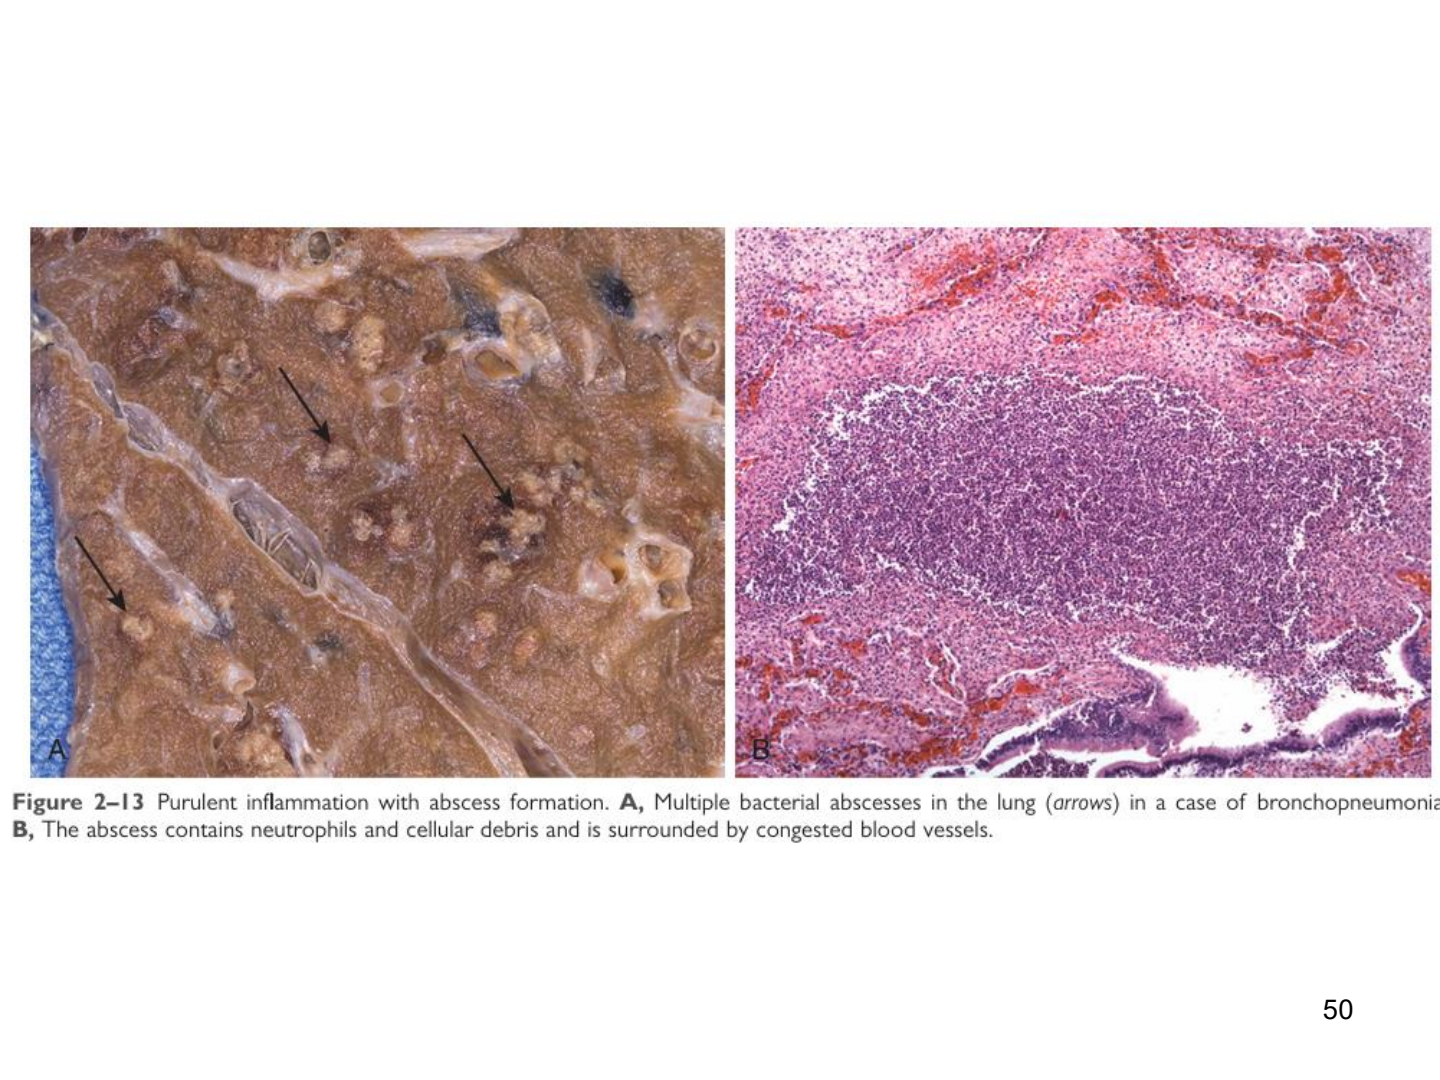 A
B
Figure 2–13 Purulent inflammation with abscess formation. A, Multiple bacterial abscesses in the lung (arrows) in a case of bronchopneumonia
B, The abscess contains neutrophils and cellular debris and is surrounded by congested blood vessels.
50